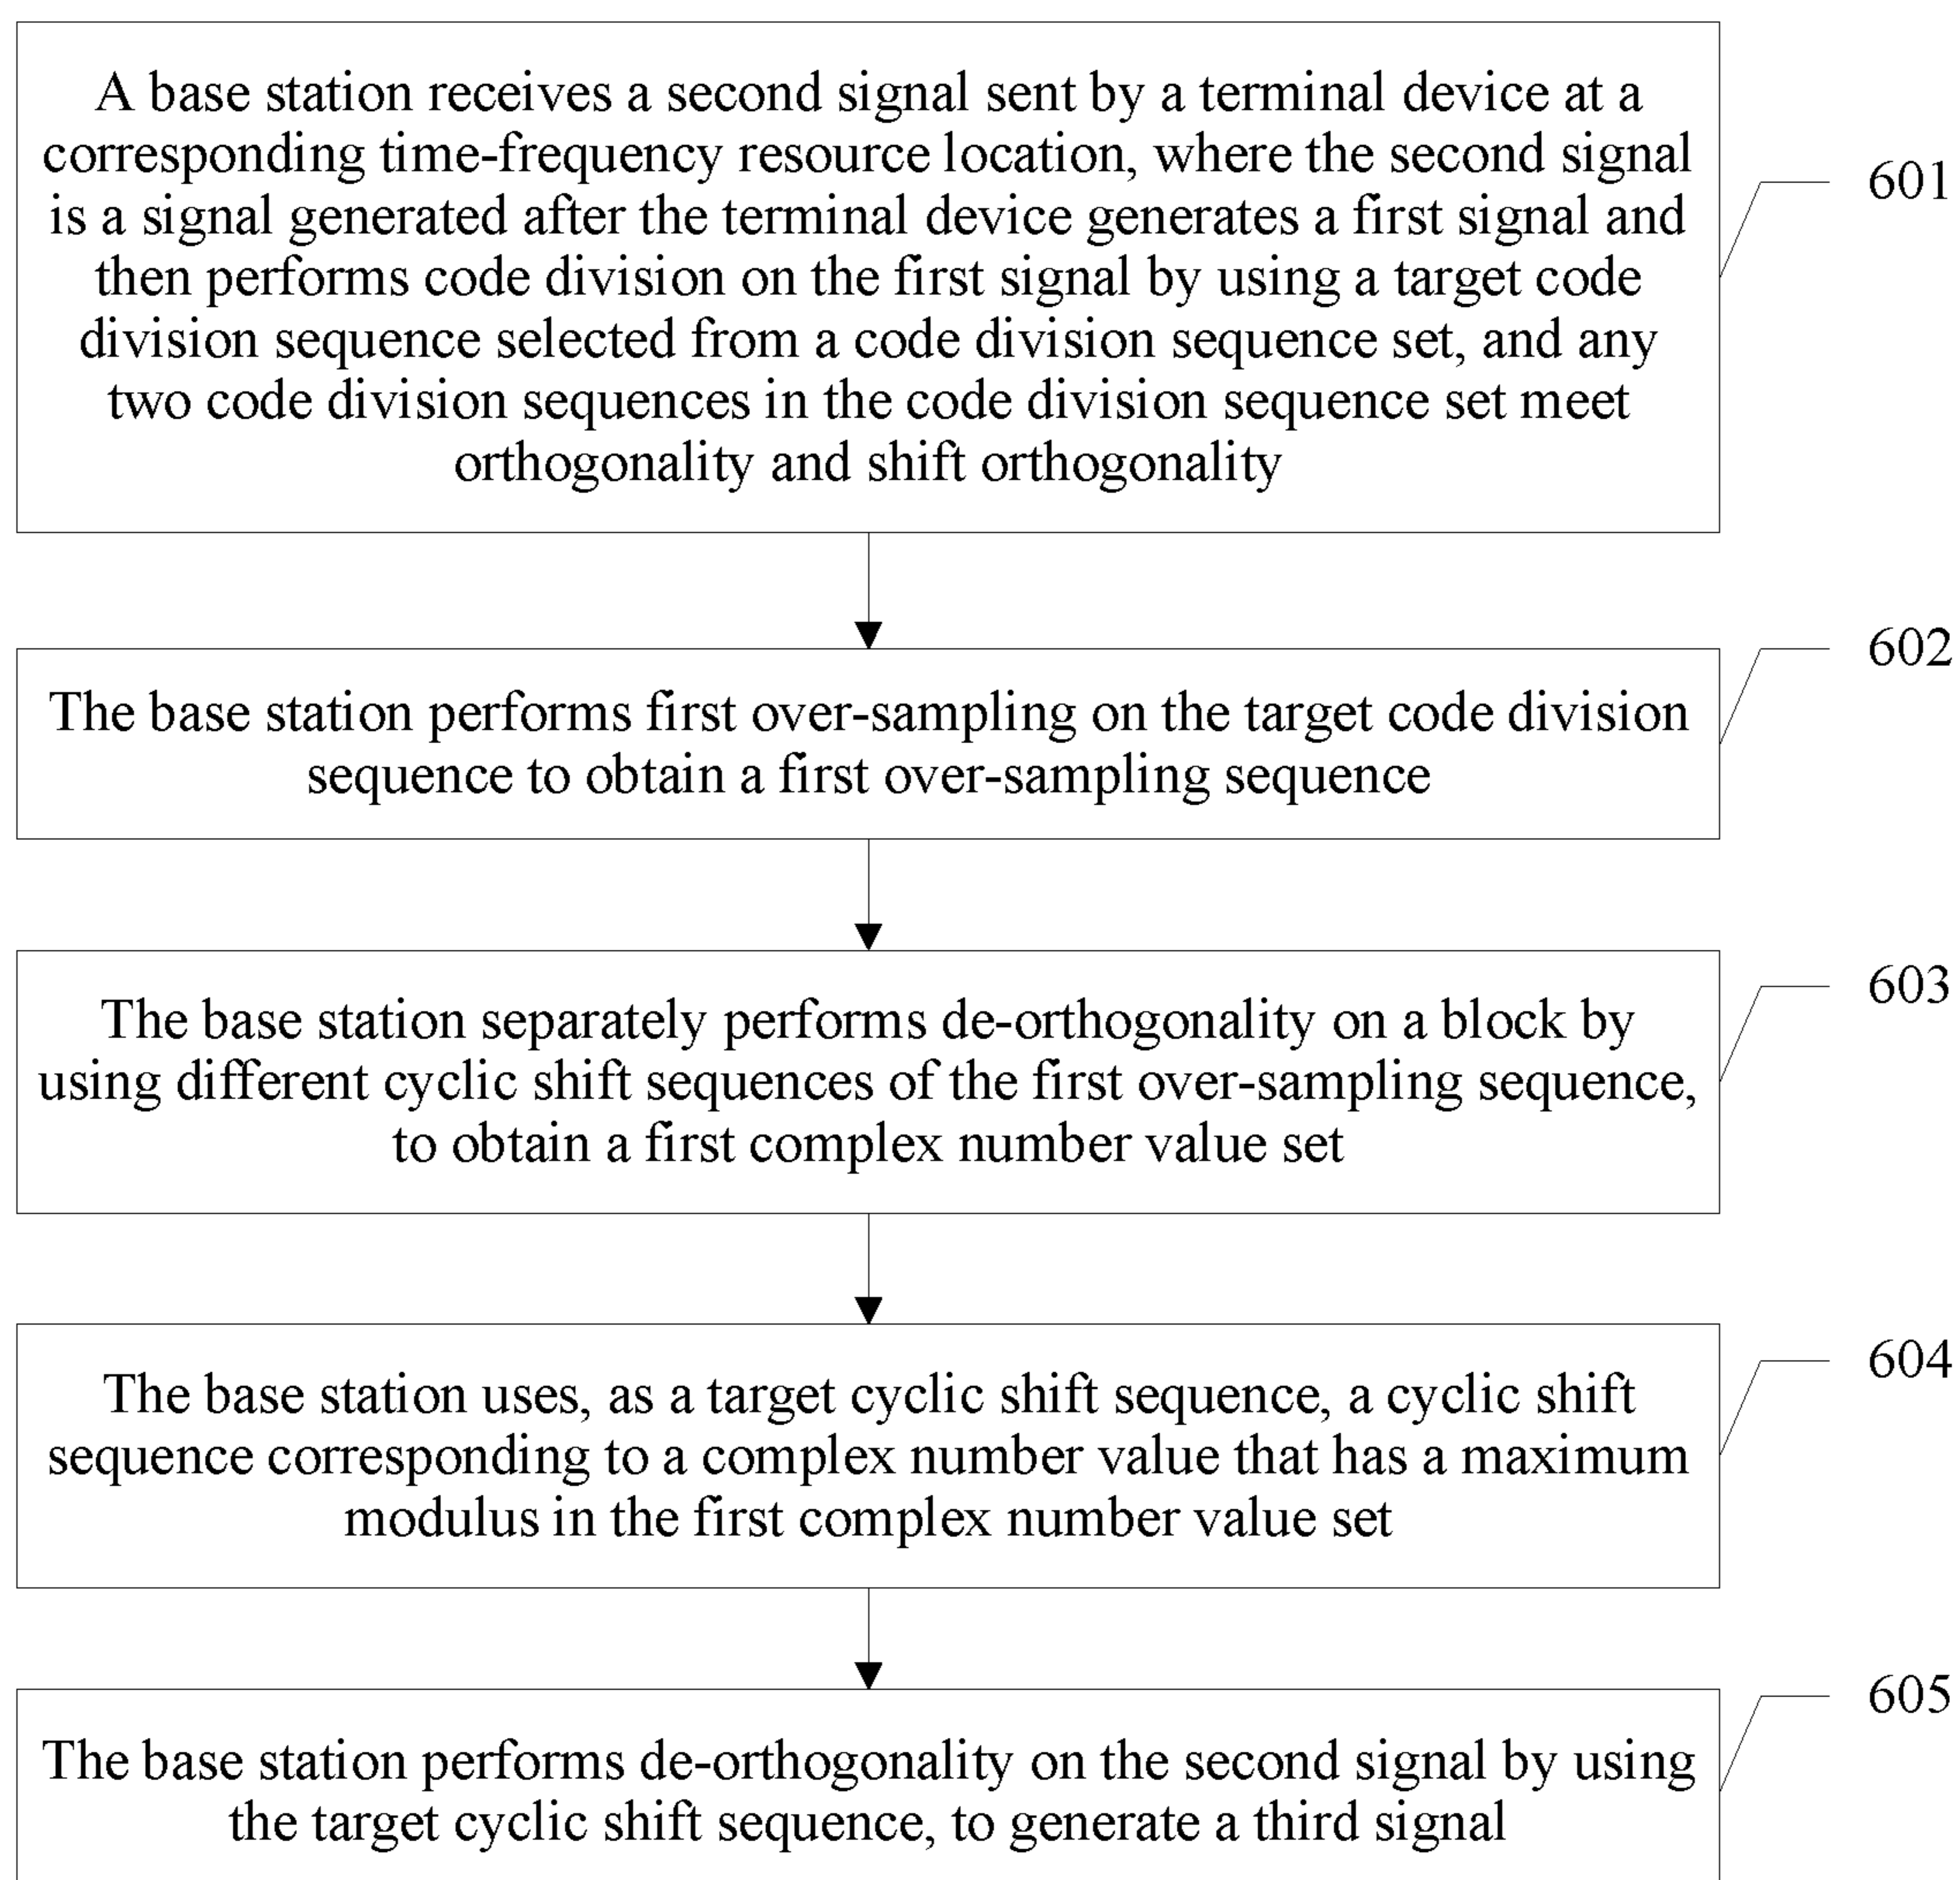 A base station receives a second signal sent by a terminal device at a
corresponding time-frequency resource location, where the second signal
is a signal generated after the terminal device generates a first signal and
then performs code division on the first signal by using a target code
division sequence selected from a code division sequence set, and any
two code division sequences in the code division sequence set meet
orthogonality and shift orthogonality
601
The base station performs first over-sampling on the target code division
sequence to obtain a first over-sampling sequence
602
The base station separately performs de-orthogonality on a block by
using different cyclic shift sequences of the first over-sampling sequence,
to obtain a first complex number value set
603
The base station uses, as a target cyclic shift sequence, a cyclic shift
sequence corresponding to a complex number value that has a maximum
modulus in the first complex number value set
604
The base station performs de-orthogonality on the second signal by using
the target cyclic shift sequence, to generate a third signal
605